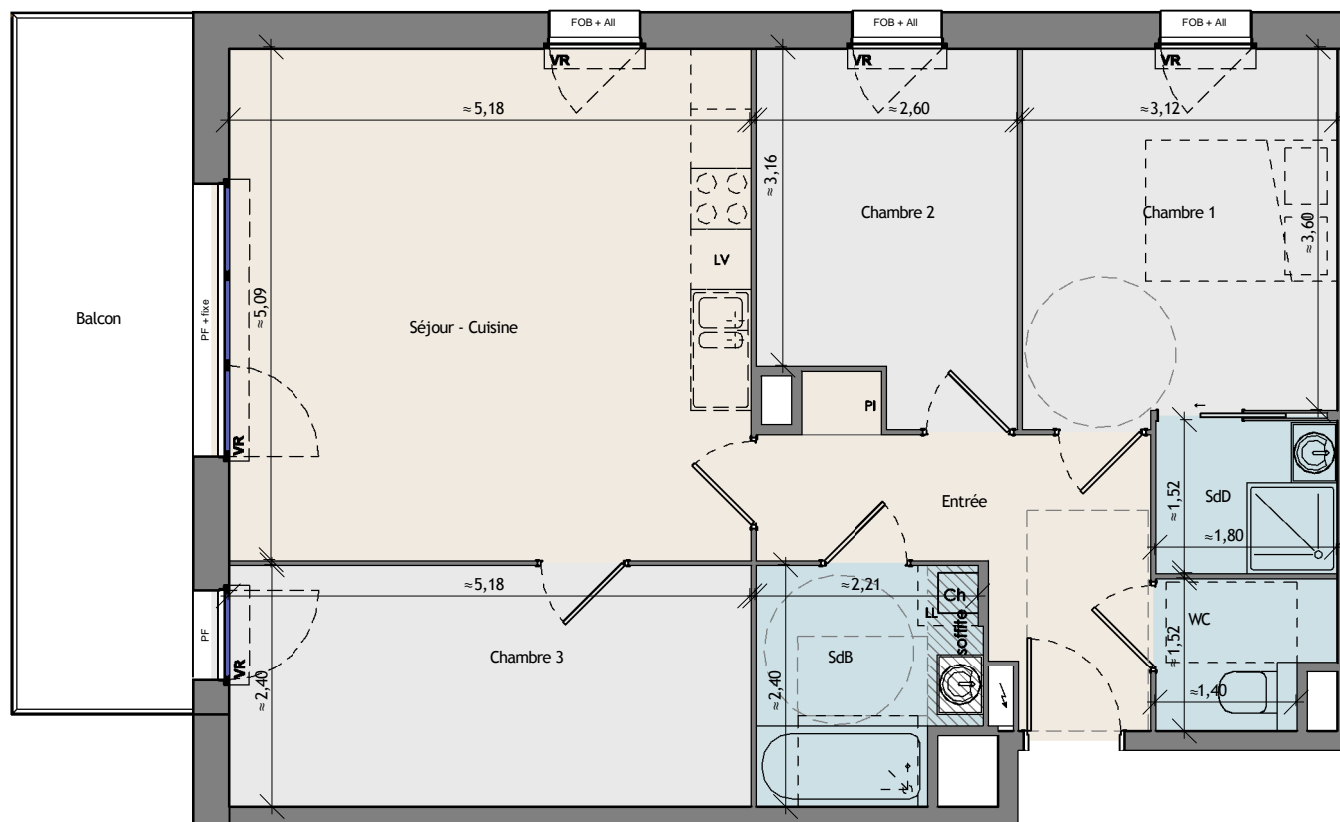 FOB + All
FOB + All
FOB + All
VR
VR
VR
≈5,18
≈2,60
≈3,12
≈3,16
≈3,60
Chambre 2
Chambre 1
LV
≈5,09
PF + fixe
Balcon
Séjour - Cuisine
PI
VR
Entrée
SdD
≈1,52
≈1,80
≈5,18
≈2,21
Ch
LL
soffite
WC
≈1,52
PF
VR
Chambre 3
SdB
≈2,40
≈2,40
≈1,40